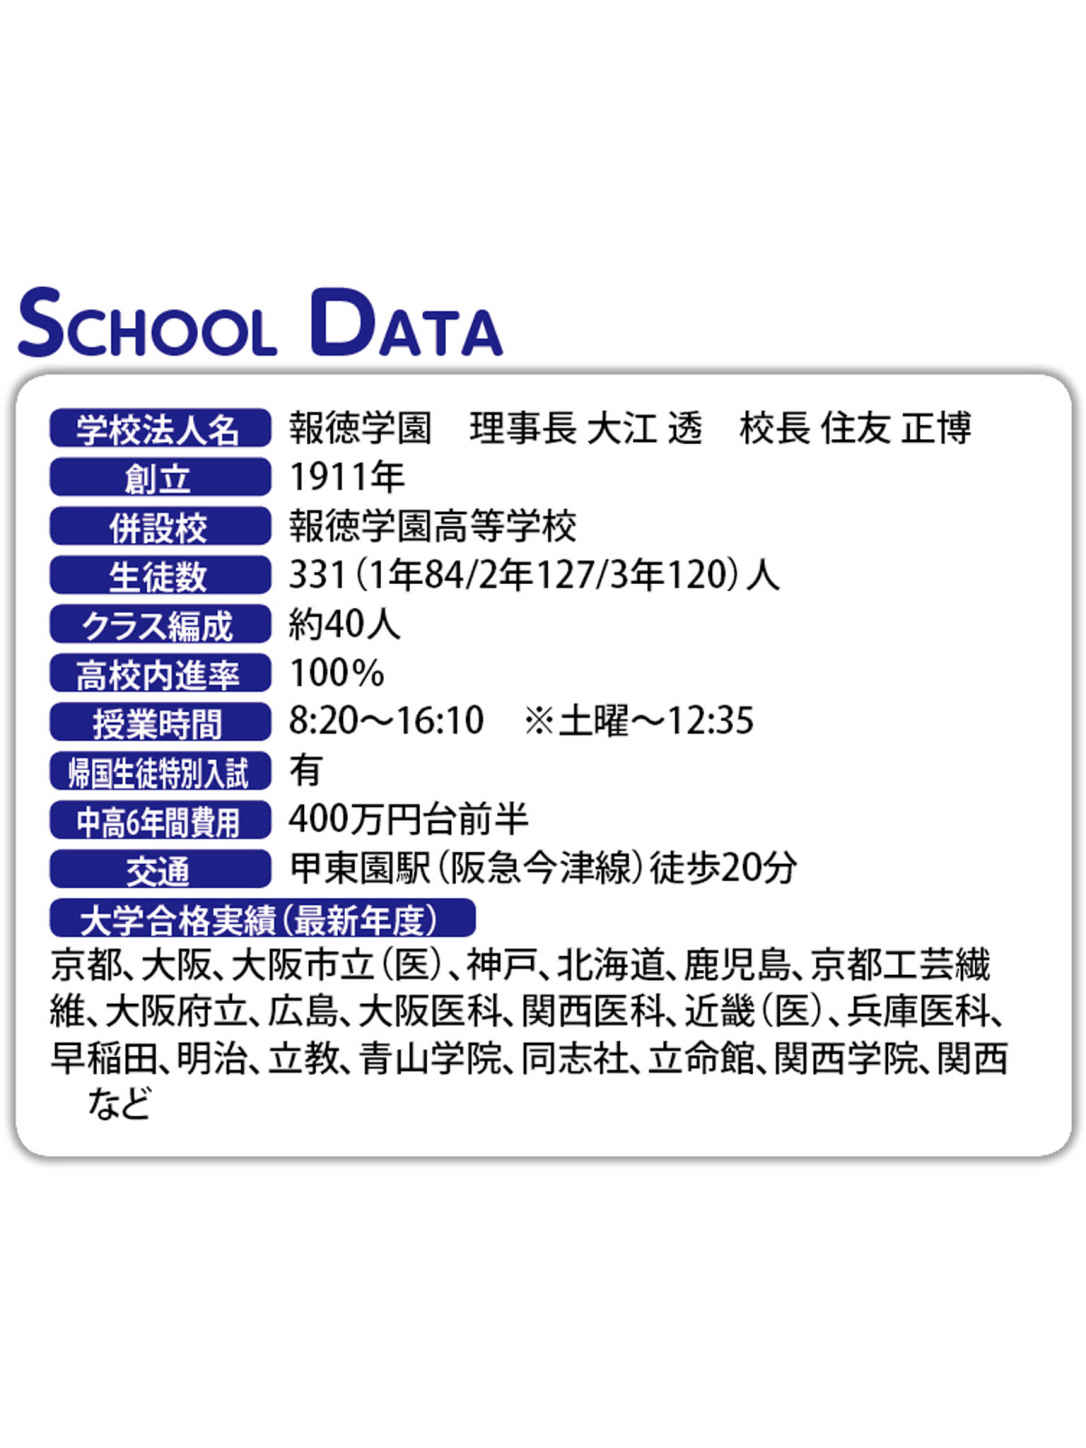 SCHOOL DATA
学校法人名 報徳学園　理事長 大江 透　校長 住友 正博
創立 1911年
併設校 報徳学園高等学校
生徒数 331（1年84/2年127/3年120）人
クラス編成 約40人
高校内進率 100%
授業時間 8:20〜16:10　※土曜〜12:35
帰国生徒特別入試 有
中高6年間費用 400万円台前半
交通 甲東園駅（阪急今津線）徒歩20分
大学合格実績（最新年度）
京都、大阪、大阪市立（医）、神戸、北海道、鹿児島、京都工芸繊
維、大阪府立、広島、大阪医科、関西医科、近畿（医）、兵庫医科、
早稲田、明治、立教、青山学院、同志社、立命館、関西学院、関西
など